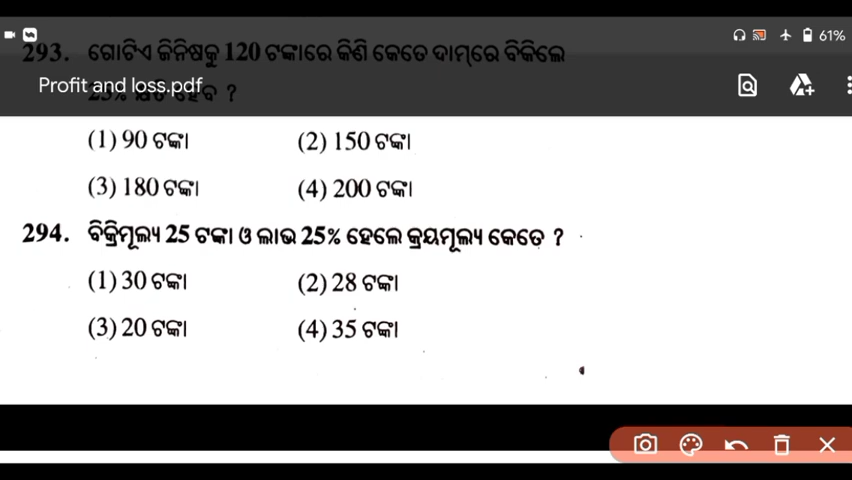 61%
293. ଗୋଟିଏ ଜିନିଷକୁ 120 ଟଙ୍କାରେ କିଣି କେତେ ଦାମ୍‌ରେ ବିକିଲେ
Profit and loss.pdf
25% କ୍ଷତି ହେବ ?
(1) 90 ଟଙ୍କା (2) 150 ଟଙ୍କା
(3) 180 ଟଙ୍କା (4) 200 ଟଙ୍କା
294. ବିକ୍ରିମୂଲ୍ୟ 25 ଟଙ୍କା ଓ ଲାଭ 25% ହେଲେ କ୍ରୟମୂଲ୍ୟ କେତେ ?
(1) 30 ଟଙ୍କା (2) 28 ଟଙ୍କା
(3) 20 ଟଙ୍କା (4) 35 ଟଙ୍କା